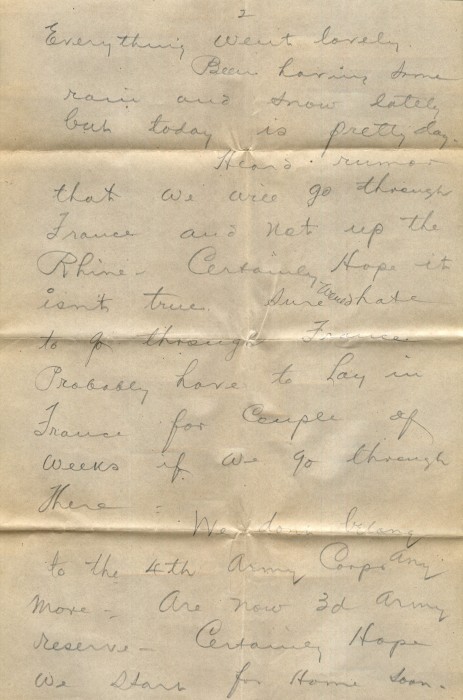 2
Everything went lovely.
Been having some
rain and snow lately
but today is pretty day.
Heard rumor
that we will go through
France and not up the
Rhine - Certainly Hope it
isn't true. Sure would hate
to go through France
Probably have to Lay in
France for Couple of
weeks if we go through
There -
We don't belong
to the 4th Army Corps any
more - Are now 3d Army
reserve - Certainly Hope
we start for Home soon -